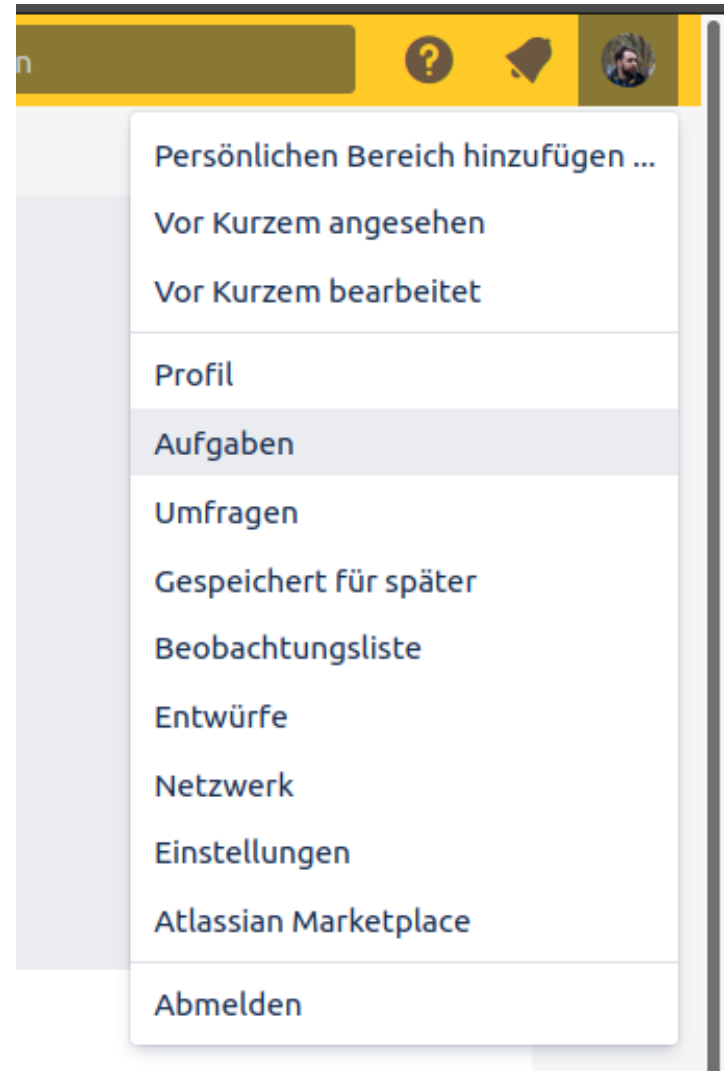 n
Persönlichen Bereich hinzufügen ...
Vor Kurzem angesehen
Vor Kurzem bearbeitet
Profil
Aufgaben
Umfragen
Gespeichert für später
Beobachtungsliste
Entwürfe
Netzwerk
Einstellungen
Atlassian Marketplace
Abmelden